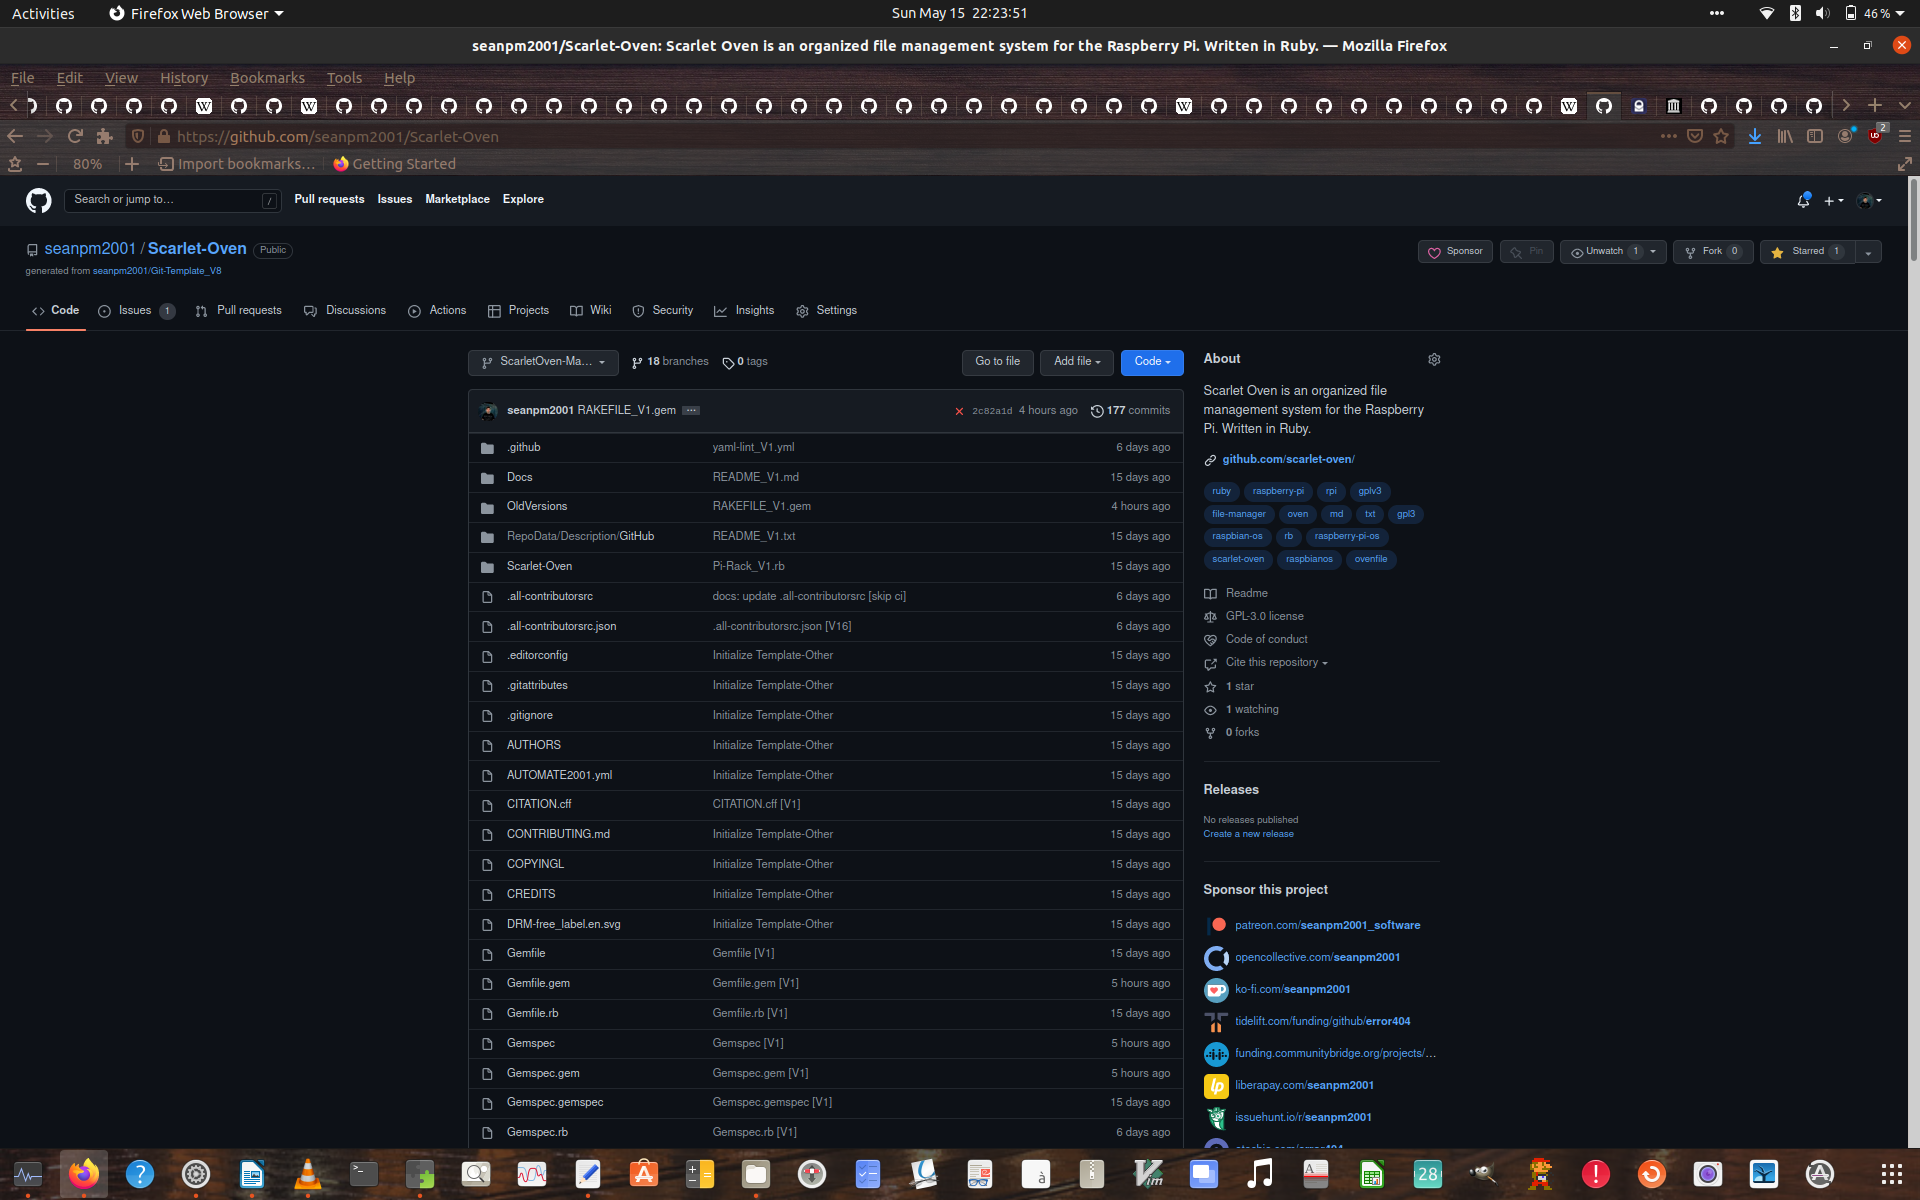 Activities Firefox Web Browser Sun May 15 22:23:51 46 %
seanpm2001/Scarlet-Oven: Scarlet Oven is an organized file management system for the Raspberry Pi. Written in Ruby. — Mozilla Firefox
File Edit View History Bookmarks Tools Help
https://github.com/seanpm2001/Scarlet-Oven 2
80% Import bookmarks... Getting Started
Search or jump to... / Pull requests Issues Marketplace Explore
seanpm2001 / Scarlet-Oven Public Sponsor Pin Unwatch 1 Fork 0 Starred 1
generated from seanpm2001/Git-Template_V8
Code Issues 1 Pull requests Discussions Actions Projects Wiki Security Insights Settings
ScarletOven-Ma... 18 branches 0 tags Go to file Add file Code
seanpm2001 RAKEFILE_V1.gem ... 2c82a1d 4 hours ago 177 commits
.github yaml-lint_V1.yml 6 days ago
Docs README_V1.md 15 days ago
OldVersions RAKEFILE_V1.gem 4 hours ago
RepoData/Description/GitHub README_V1.txt 15 days ago
Scarlet-Oven Pi-Rack_V1.rb 15 days ago
.all-contributorsrc docs: update .all-contributorsrc [skip ci] 6 days ago
.all-contributorsrc.json .all-contributorsrc.json [V16] 6 days ago
.editorconfig Initialize Template-Other 15 days ago
.gitattributes Initialize Template-Other 15 days ago
.gitignore Initialize Template-Other 15 days ago
AUTHORS Initialize Template-Other 15 days ago
AUTOMATE2001.yml Initialize Template-Other 15 days ago
CITATION.cff CITATION.cff [V1] 15 days ago
CONTRIBUTING.md Initialize Template-Other 15 days ago
COPYINGL Initialize Template-Other 15 days ago
CREDITS Initialize Template-Other 15 days ago
DRM-free_label.en.svg Initialize Template-Other 15 days ago
Gemfile Gemfile [V1] 15 days ago
Gemfile.gem Gemfile.gem [V1] 5 hours ago
Gemfile.rb Gemfile.rb [V1] 15 days ago
Gemspec Gemspec [V1] 5 hours ago
Gemspec.gem Gemspec.gem [V1] 5 hours ago
Gemspec.gemspec Gemspec.gemspec [V1] 15 days ago
Gemspec.rb Gemspec.rb [V1] 6 days ago
About
Scarlet Oven is an organized file
management system for the Raspberry
Pi. Written in Ruby.
github.com/scarlet-oven/
ruby raspberry-pi rpi gplv3
file-manager oven md txt gpl3
raspbian-os rb raspberry-pi-os
scarlet-oven raspbianos ovenfile
Readme
GPL-3.0 license
Code of conduct
Cite this repository
1 star
1 watching
0 forks
Releases
No releases published
Create a new release
Sponsor this project
patreon.com/seanpm2001_software
opencollective.com/seanpm2001
ko-fi.com/seanpm2001
tidelift.com/funding/github/error404
funding.communitybridge.org/projects/...
liberapay.com/seanpm2001
issuehunt.io/r/seanpm2001
28